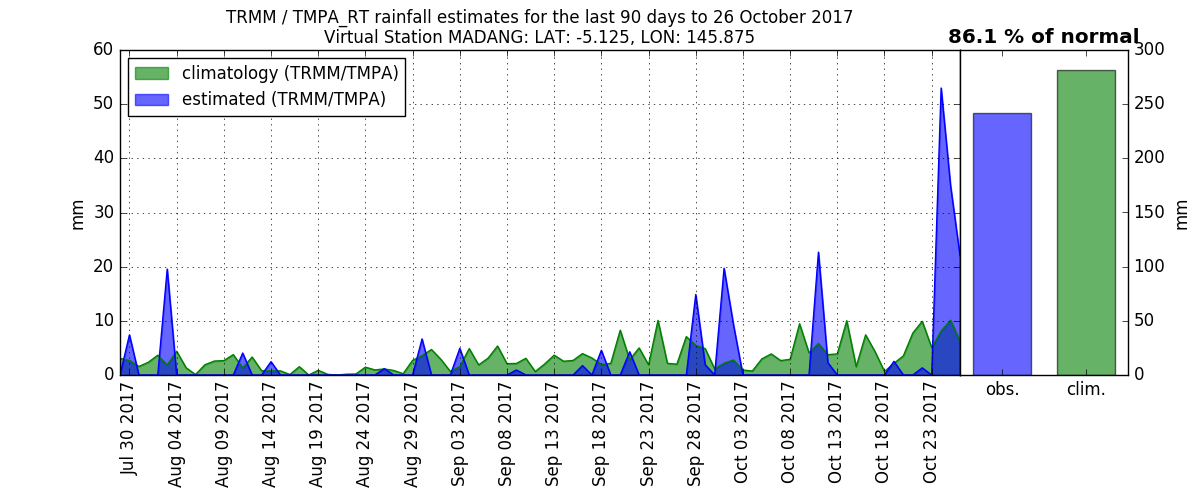 TRMM / TMPA_RT rainfall estimates for the last 90 days to 26 October 2017
Virtual Station MADANG: LAT: -5.125, LON: 145.875
86.1 % of normal
climatology (TRMM/TMPA)
estimated (TRMM/TMPA)
60
50
40
30
20
10
0
mm
Jul 30 2017
Aug 04 2017
Aug 09 2017
Aug 14 2017
Aug 19 2017
Aug 24 2017
Aug 29 2017
Sep 03 2017
Sep 08 2017
Sep 13 2017
Sep 18 2017
Sep 23 2017
Sep 28 2017
Oct 03 2017
Oct 08 2017
Oct 13 2017
Oct 18 2017
Oct 23 2017
obs.
clim.
300
250
200
150
100
50
0
mm